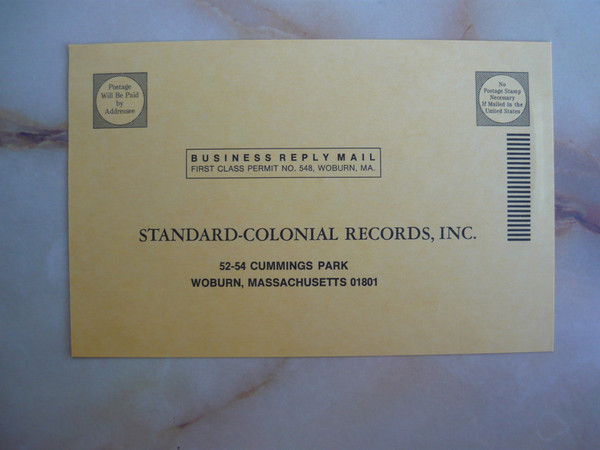 Postage
Will Be Paid
by
Addressee
No
Postage Stamp
Necessary
If Mailed in the
United States
BUSINESS REPLY MAIL
FIRST CLASS PERMIT NO. 548, WOBURN, MA.
STANDARD-COLONIAL RECORDS, INC.
52-54 CUMMINGS PARK
WOBURN, MASSACHUSETTS 01801